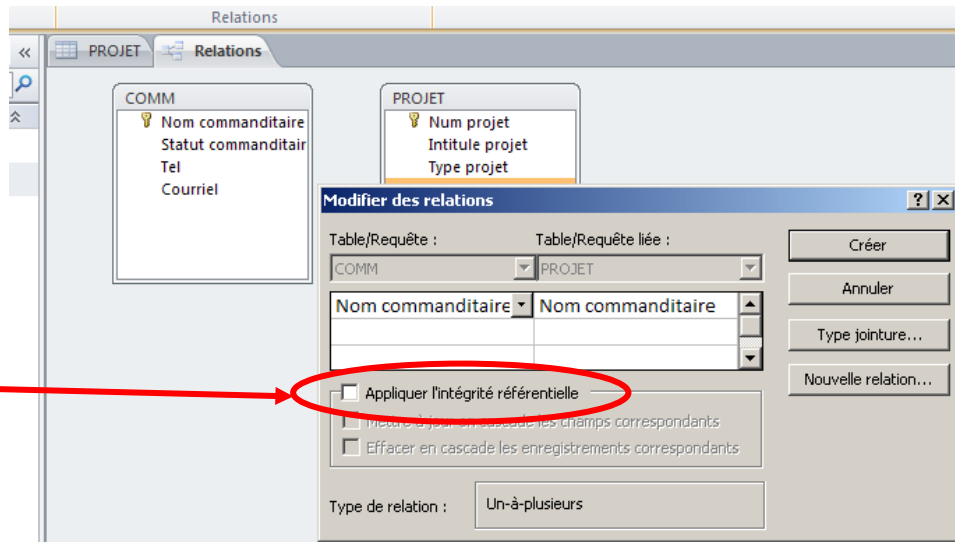 Relations
«
PROJET
Relations
COMM
Nom commanditaire
Statut commanditair
Tel
Courriel
PROJET
Num projet
Intitule projet
Type projet
Modifier des relations
? X
Table/Requête :
Table/Requête liée :
COMM
PROJET
Nom commanditaire
Nom commanditaire
Appliquer l'intégrité référentielle
Mettre à jour en cascade les champs correspondants
Effacer en cascade les enregistrements correspondants
Type de relation :
Un-à-plusieurs
Créer
Annuler
Type jointure...
Nouvelle relation...